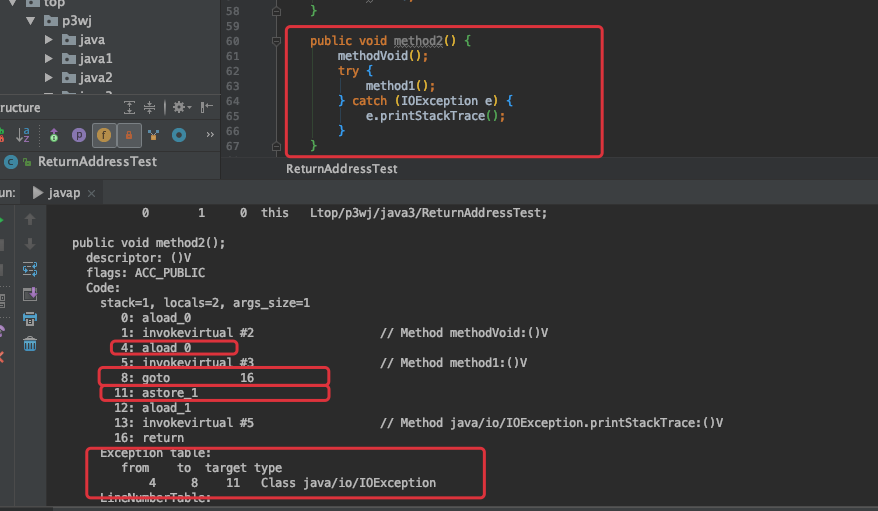 top
p3wj
java
java1
java2
ructure
ReturnAddressTest
58 }
59
60 public void method2() {
61 methodVoid();
62 try {
63 method1();
64 } catch (IOException e) {
65 e.printStackTrace();
66 }
67 }
ReturnAddressTest
un: javap ×
0 1 0 this Ltop/p3wj/java3/ReturnAddressTest;
public void method2();
descriptor: ()V
flags: ACC_PUBLIC
Code:
stack=1, locals=2, args_size=1
0: aload_0
1: invokevirtual #2 // Method methodVoid:()V
4: aload_0
5: invokevirtual #3 // Method method1:()V
8: goto 16
11: astore_1
12: aload_1
13: invokevirtual #5 // Method java/io/IOException.printStackTrace:()V
16: return
Exception table:
from to target type
4 8 11 Class java/io/IOException
LineNumberTable: